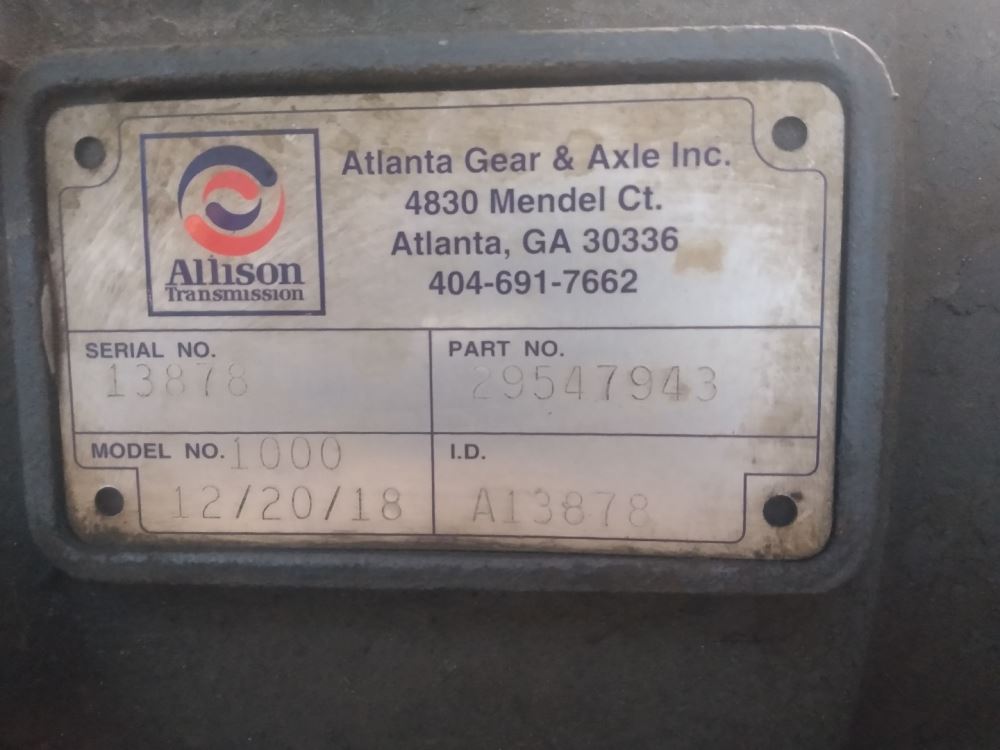 Allison
Transmission
Atlanta Gear & Axle Inc.
4830 Mendel Ct.
Atlanta, GA 30336
404-691-7662
SERIAL NO.
13878
PART NO.
29547943
MODEL NO. 1000
12/20/18
I.D.
A13878